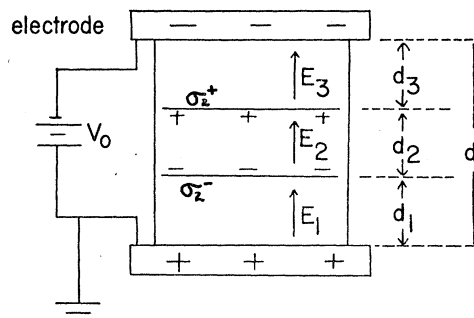 electrode
− − −
E₃
d₃
σ₂⁺
+ + +
V₀
E₂
d₂
d
− − −
σ₂⁻
E₁
d₁
+ + +